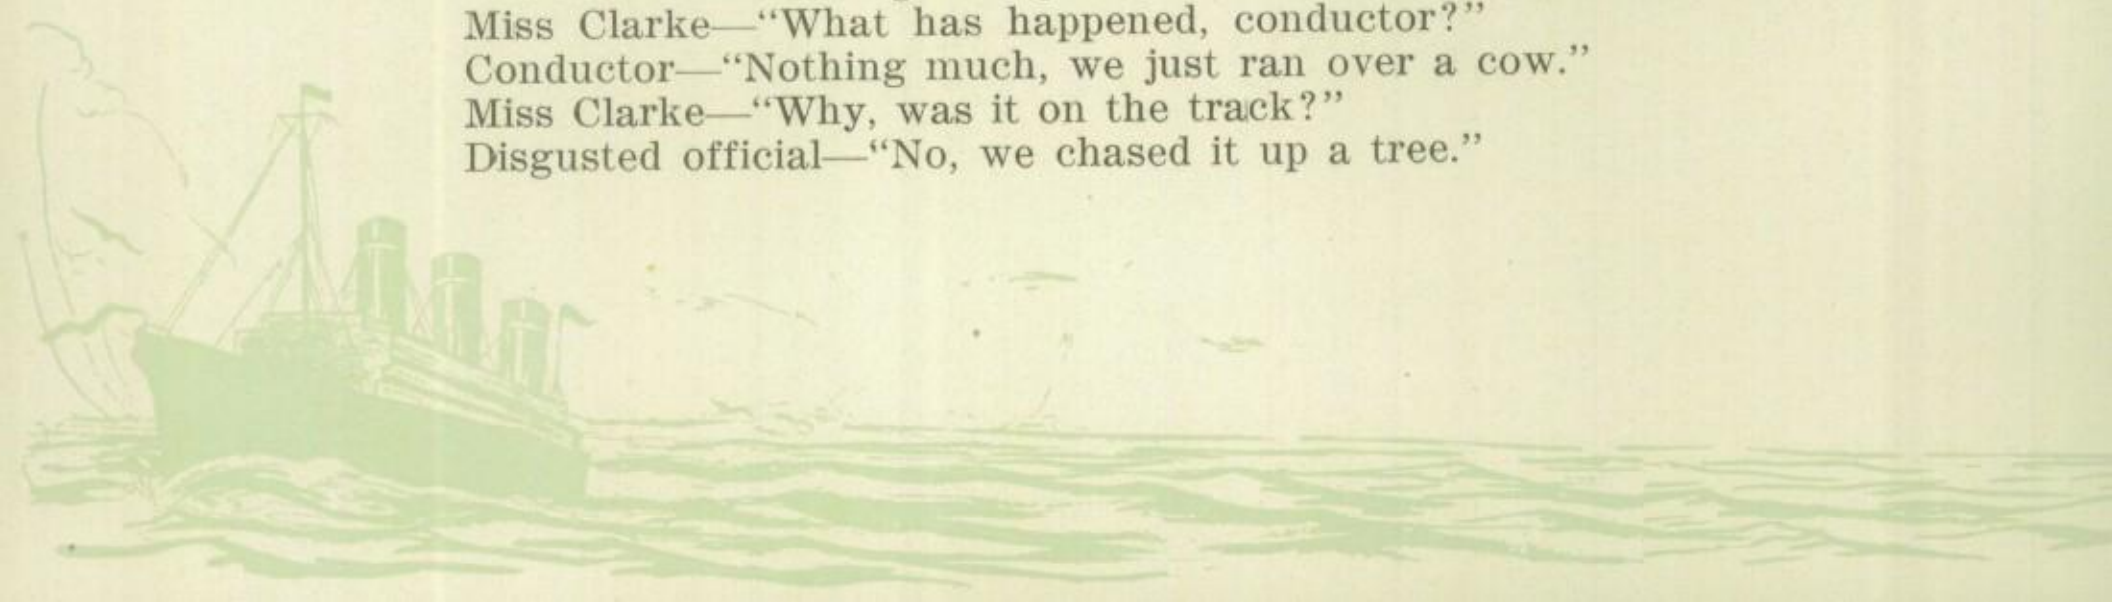 Miss Clarke—“What has happened, conductor?”
Conductor—“Nothing much, we just ran over a cow.”
Miss Clarke—“Why, was it on the track?”
Disgusted official—“No, we chased it up a tree.”